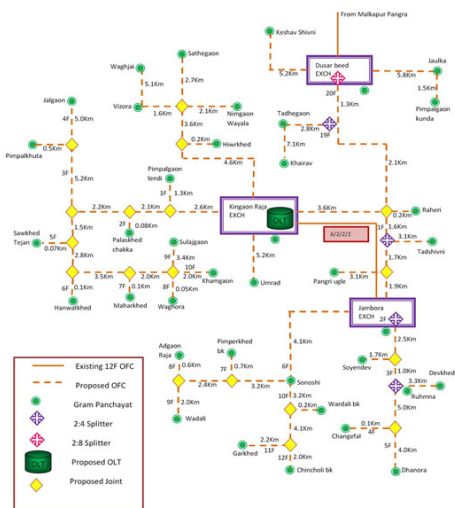 From Malkapur Pangra
Keshav Shivni
Dusar beed
EXCH
5.2Km
5.8Km
Jaulka
1.5Km
Pimpalgaon
kunda
20F
1.3Km
Tadhegaon
2.8Km
19F
7.1Km
Khairav
2.1Km
Sathegaon
Waghjai
2.7Km
5.1Km
Vizora
1.6Km
2.1Km
Nimgaon
Wayala
3.6Km
0.2Km
Hiwrkhed
4.6Km
Jalgaon
4F
5.0Km
Pimpalkhuta
0.5Km
3F
5.2Km
Pimpalgaon
lendi
1F
1.3Km
2.2Km
2.1Km
2.6Km
2F
0.08Km
Palaskhed
chakka
Kingaon Raja
EXCH
OLT
3.6Km
0.2Km
Raheri
1F
1.6Km
3.1Km
Tadshivni
6/2/2/2
1.7Km
Pangri ugle
3.1Km
1.9Km
5.2Km
Umrad
1.5Km
Sawkhed
Tejan
5F
0.07Km
2.8Km
6F
0.1Km
Hanwatkhed
3.5Km
2.0Km
7F
0.1Km
Maharkhed
Sulajgaon
9F
3.4Km
10F
2.0Km
Khamgaon
8F
0.05Km
Waghora
Jambora
EXCH
2F
2.5Km
4.1Km
Soyendev
1.7Km
3F
1.0Km
Devkhed
3.3Km
Ruhmna
5.0Km
Changefal
0.1Km
4F
5F
4.0Km
Dhanora
Adgaon
Raja
8F
0.6Km
Pimperkhed
bk
7F
0.7Km
2.4Km
3.2Km
9F
2.0Km
Wadali
6F
Sonoshi
10F
3.2Km
0.2Km
Wardali bk
4.1Km
2.2Km
Garkhed
11F
12F
2.0Km
Chincholi bk
Existing 12F OFC
Proposed OFC
Gram Panchayat
2:4 Splitter
2:8 Splitter
OLT
Proposed OLT
Proposed Joint